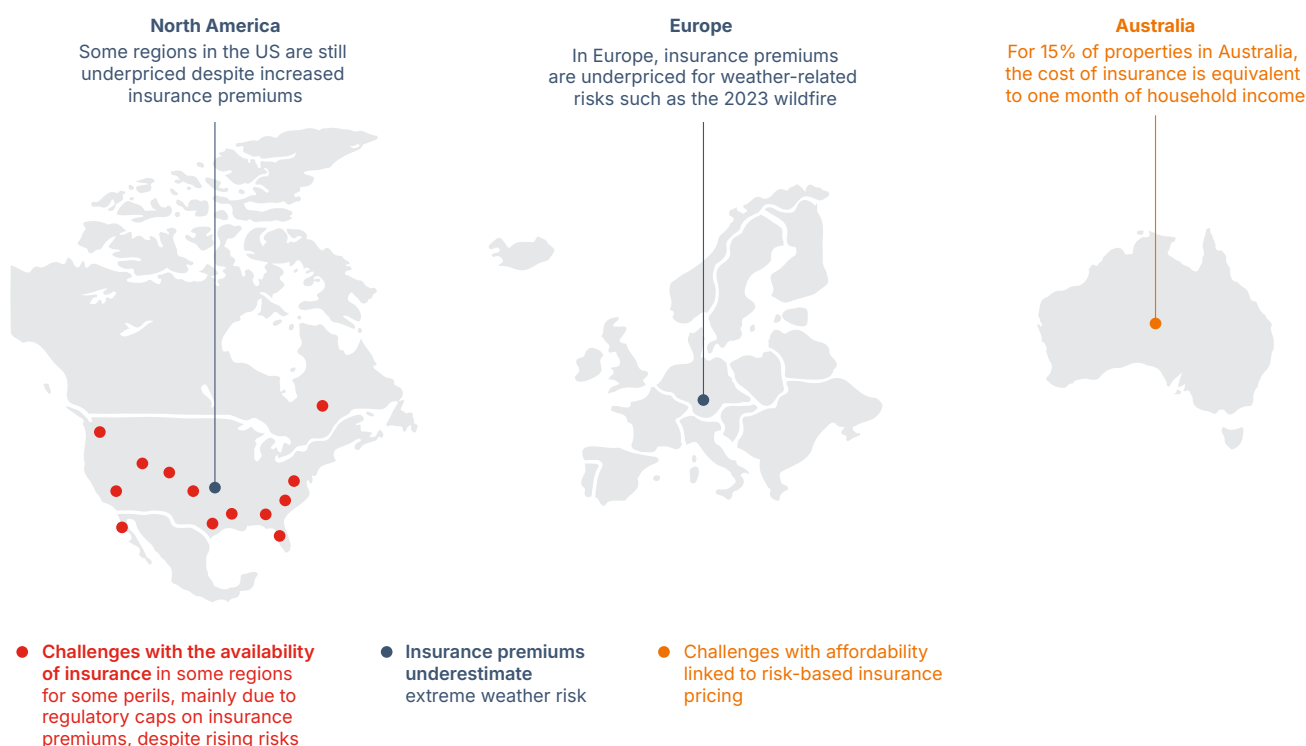 North America
Some regions in the US are still
underpriced despite increased
insurance premiums
Europe
In Europe, insurance premiums
are underpriced for weather-related
risks such as the 2023 wildfire
Australia
For 15% of properties in Australia,
the cost of insurance is equivalent
to one month of household income
Challenges with the availability
of insurance in some regions
for some perils, mainly due to
regulatory caps on insurance
premiums, despite rising risks
Insurance premiums
underestimate
extreme weather risk
Challenges with affordability
linked to risk-based insurance
pricing